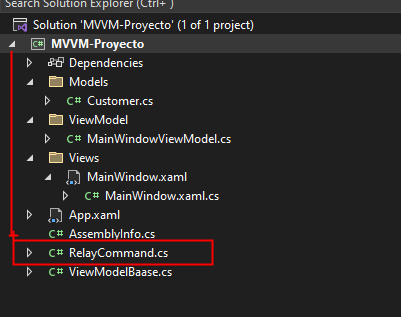 Search Solution Explorer (Ctrl+ )
Solution 'MVVM-Proyecto' (1 of 1 project)
C# MVVM-Proyecto
Dependencies
Models
C# Customer.cs
ViewModel
C# MainWindowViewModel.cs
Views
MainWindow.xaml
C# MainWindow.xaml.cs
App.xaml
C# AssemblyInfo.cs
C# RelayCommand.cs
C# ViewModelBaase.cs